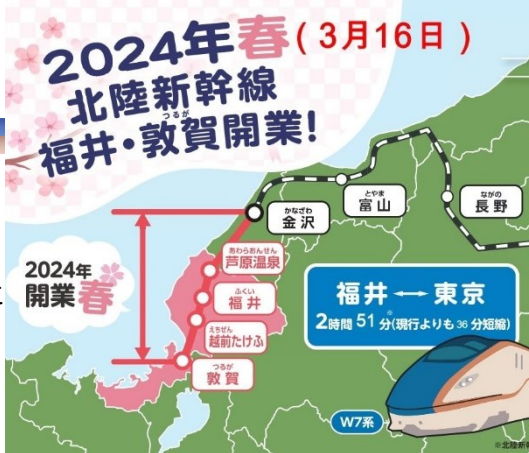 2024年春(3月16日)
北陸新幹線
つるが
福井・敦賀開業!
とやま
富山
ながの
長野
かなざわ
金沢
あわらおんせん
芦原温泉
2024年
開業春
ふくい
福井
えちぜん
越前たけふ
つるが
敦賀
福井 ↔ 東京
※
2時間51分(現行よりも36分短縮)
W7系
※北陸新幹